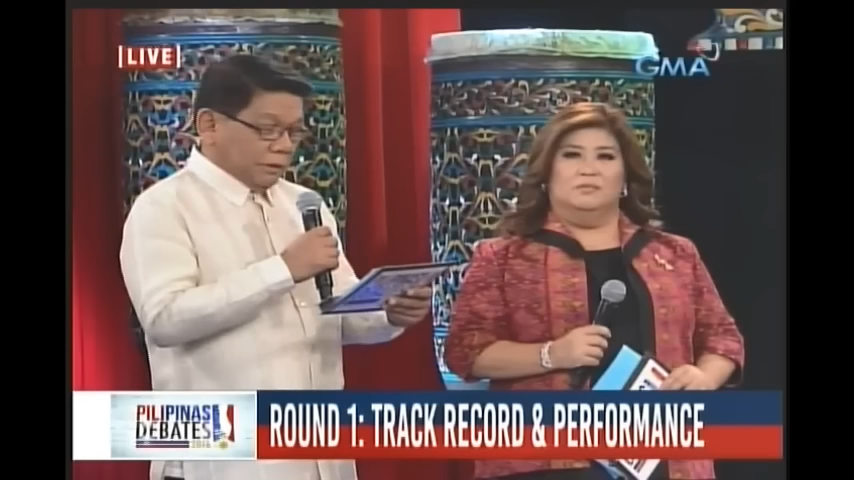 LIVE
GMA
PILIPINAS
DEBATES
2016
ROUND 1: TRACK RECORD & PERFORMANCE